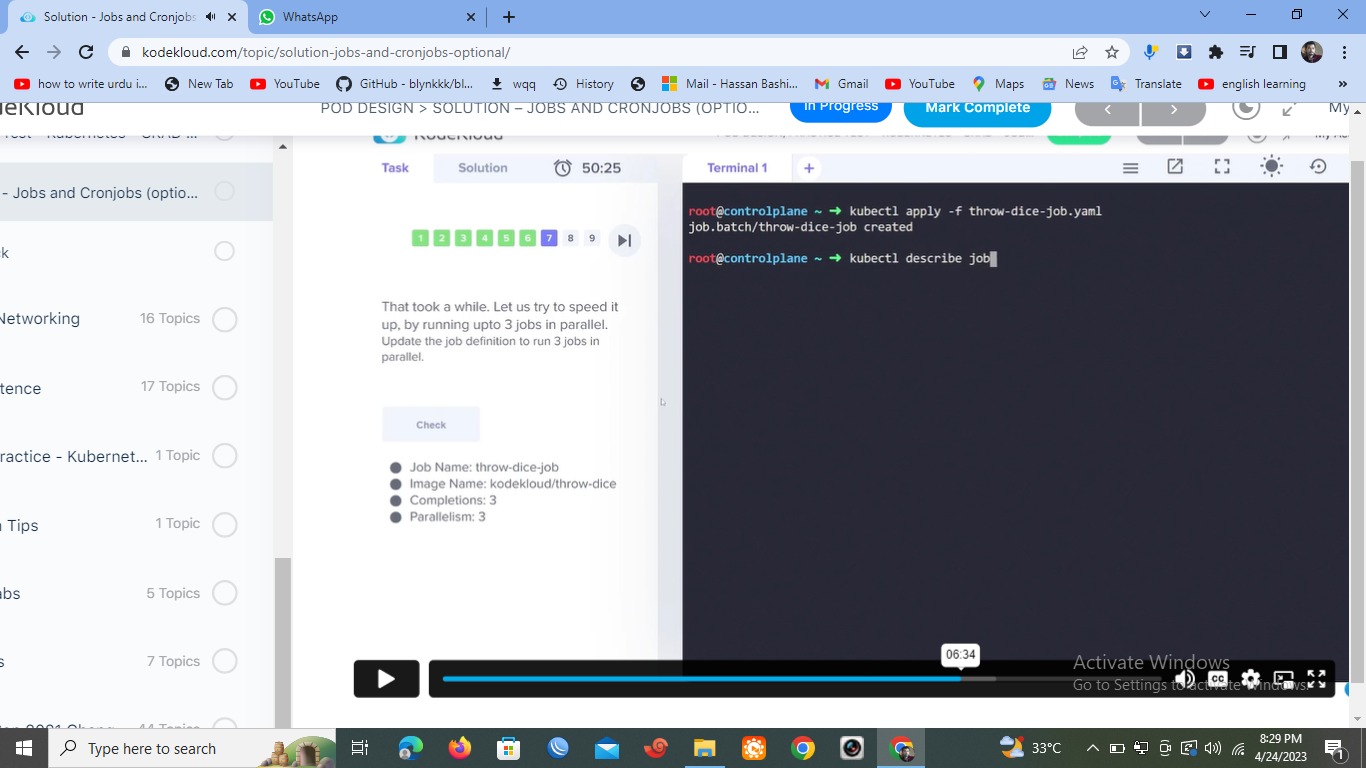 Solution - Jobs and Cronjobs
WhatsApp
kodekloud.com/topic/solution-jobs-and-cronjobs-optional/
how to write urdu i...
New Tab
YouTube
GitHub - blynkkk/bl...
wqq
History
Mail - Hassan Bashi...
Gmail
YouTube
Maps
News
Translate
english learning
»
POD DESIGN > SOLUTION – JOBS AND CRONJOBS (OPTIO...
In Progress
Mark Complete
My
- Jobs and Cronjobs (optio...
Networking
16 Topics
tence
17 Topics
ractice - Kubernet...
1 Topic
Tips
1 Topic
abs
5 Topics
s
7 Topics
KodeKloud
Task
Solution
50:25
1 2 3 4 5 6 7 8 9
That took a while. Let us try to speed it
up, by running upto 3 jobs in parallel.
Update the job definition to run 3 jobs in
parallel.
Check
Job Name: throw-dice-job
Image Name: kodekloud/throw-dice
Completions: 3
Parallelism: 3
Terminal 1
+
root@controlplane ~ ➜ kubectl apply -f throw-dice-job.yaml
job.batch/throw-dice-job created
root@controlplane ~ ➜ kubectl describe job
06:34
CC
Activate Windows
Go to Settings to activate Windows.
Type here to search
33°C
8:29 PM
4/24/2023
1